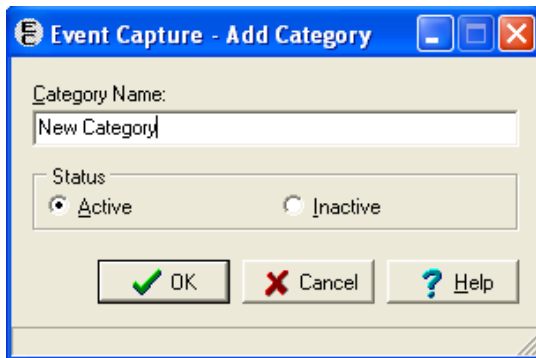 Event Capture - Add Category
Category Name:
New Category
Status
Active
Inactive
OK
Cancel
Help